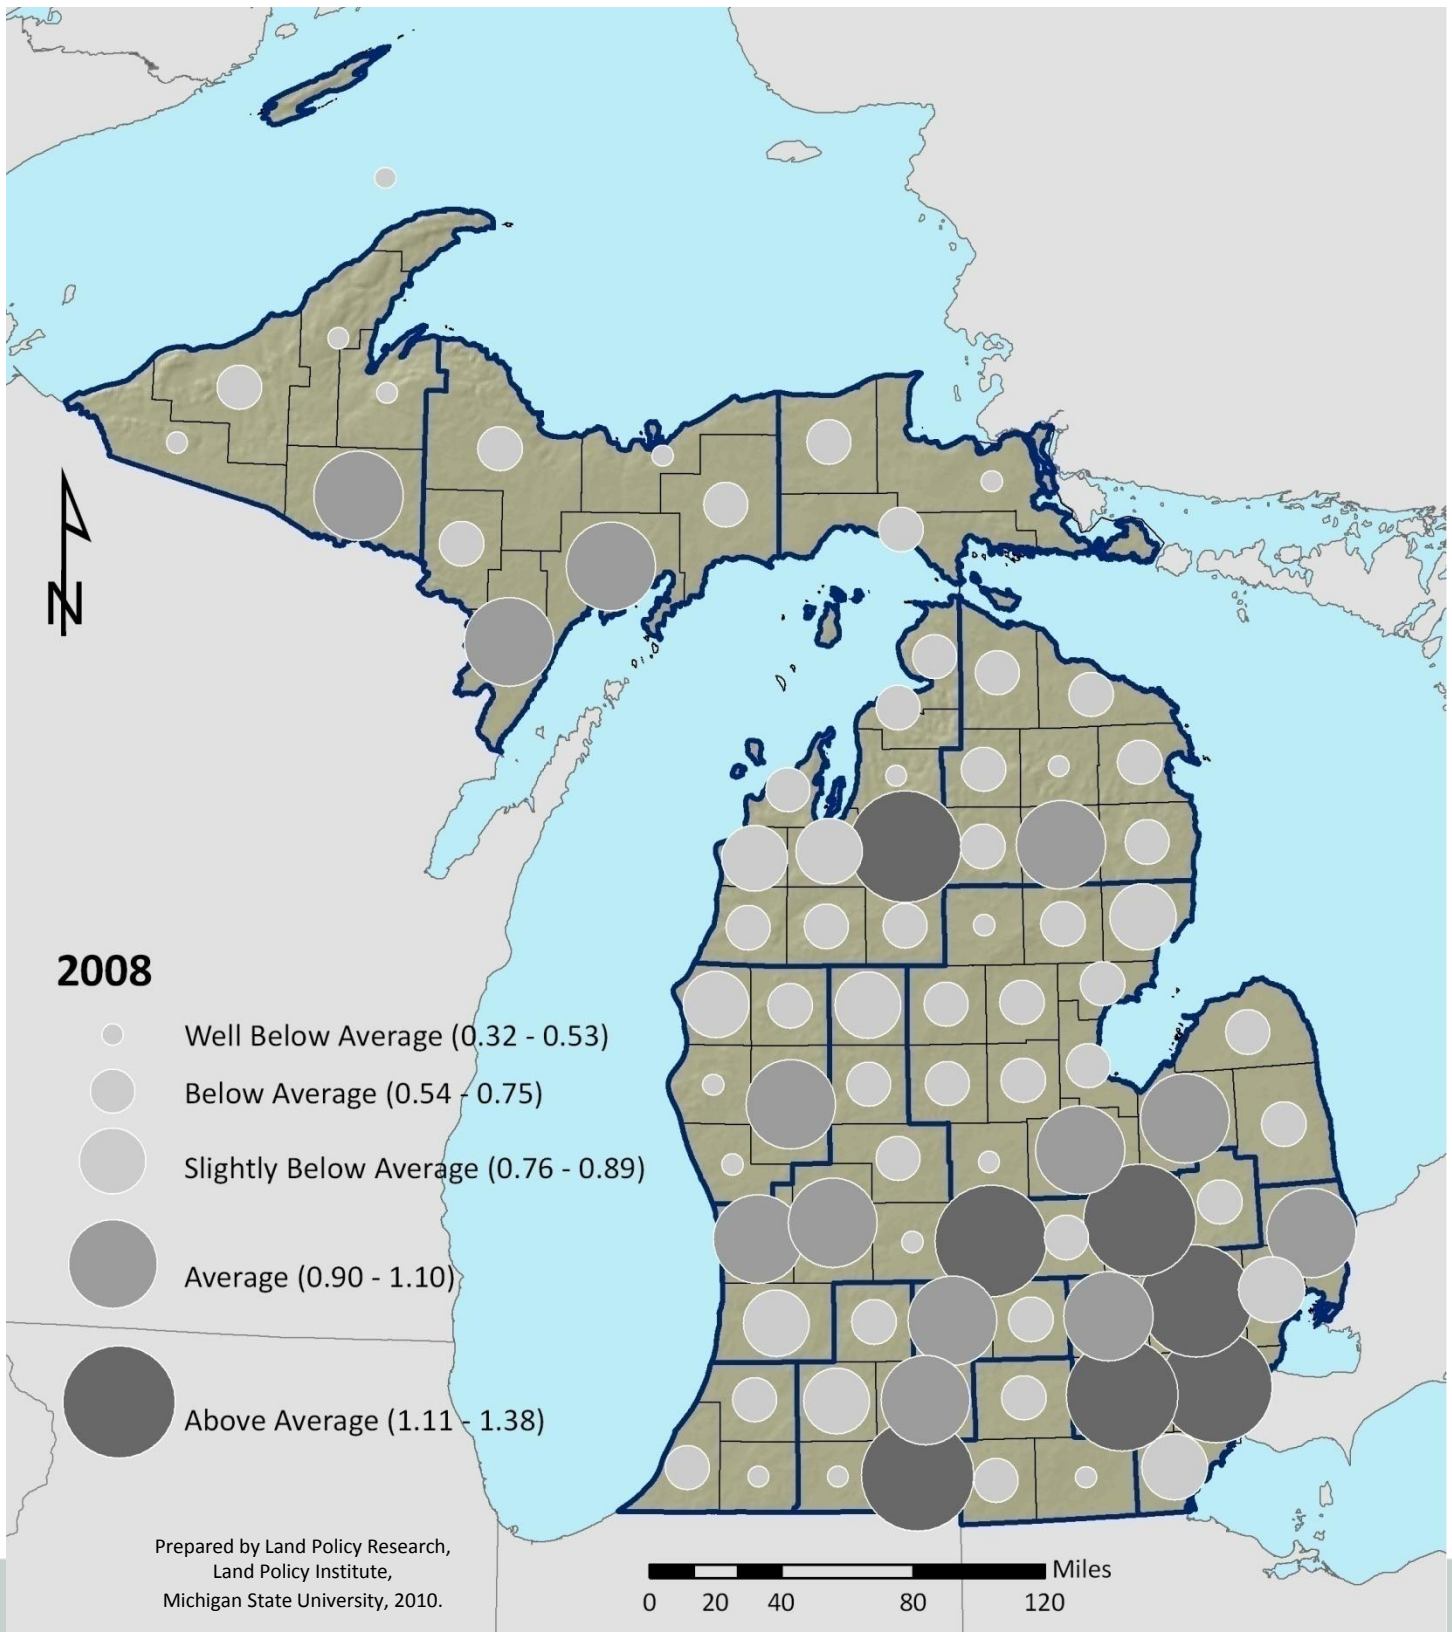 N
2008
Well Below Average (0.32 - 0.53)
Below Average (0.54 - 0.75)
Slightly Below Average (0.76 - 0.89)
Average (0.90 - 1.10)
Above Average (1.11 - 1.38)
Prepared by Land Policy Research,
Land Policy Institute,
Michigan State University, 2010.
Miles
0 20 40 80 120